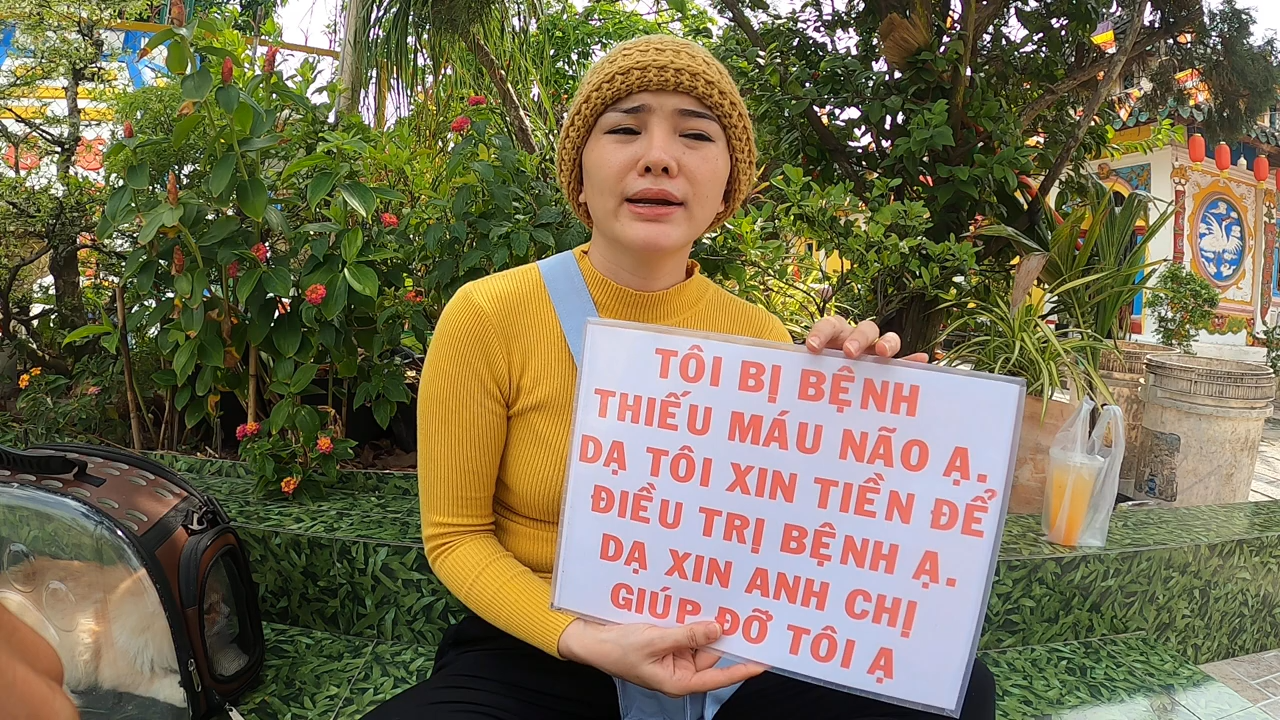 TÔI BỊ BỆNH
THIẾU MÁU NÃO Ạ.
DẠ TÔI XIN TIỀN ĐỂ
ĐIỀU TRỊ BỆNH Ạ.
DẠ XIN ANH CHỊ
GIÚP ĐỠ TÔI Ạ